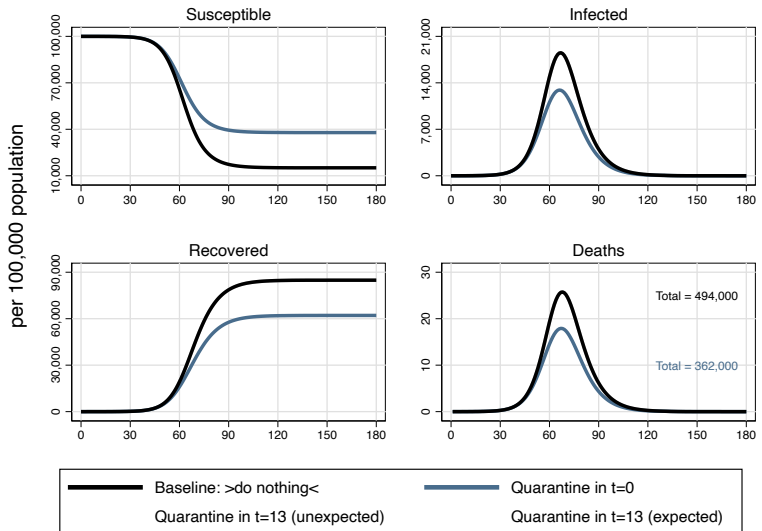 per 100,000 population
Susceptible
100,000
70,000
40,000
10,000
0 30 60 90 120 150 180
Infected
21,000
14,000
7,000
0
0 30 60 90 120 150 180
Recovered
90,000
60,000
30,000
0
0 30 60 90 120 150 180
Deaths
30
20
10
0
Total = 494,000
Total = 362,000
0 30 60 90 120 150 180
Baseline: >do nothing< Quarantine in t=0
Quarantine in t=13 (unexpected) Quarantine in t=13 (expected)